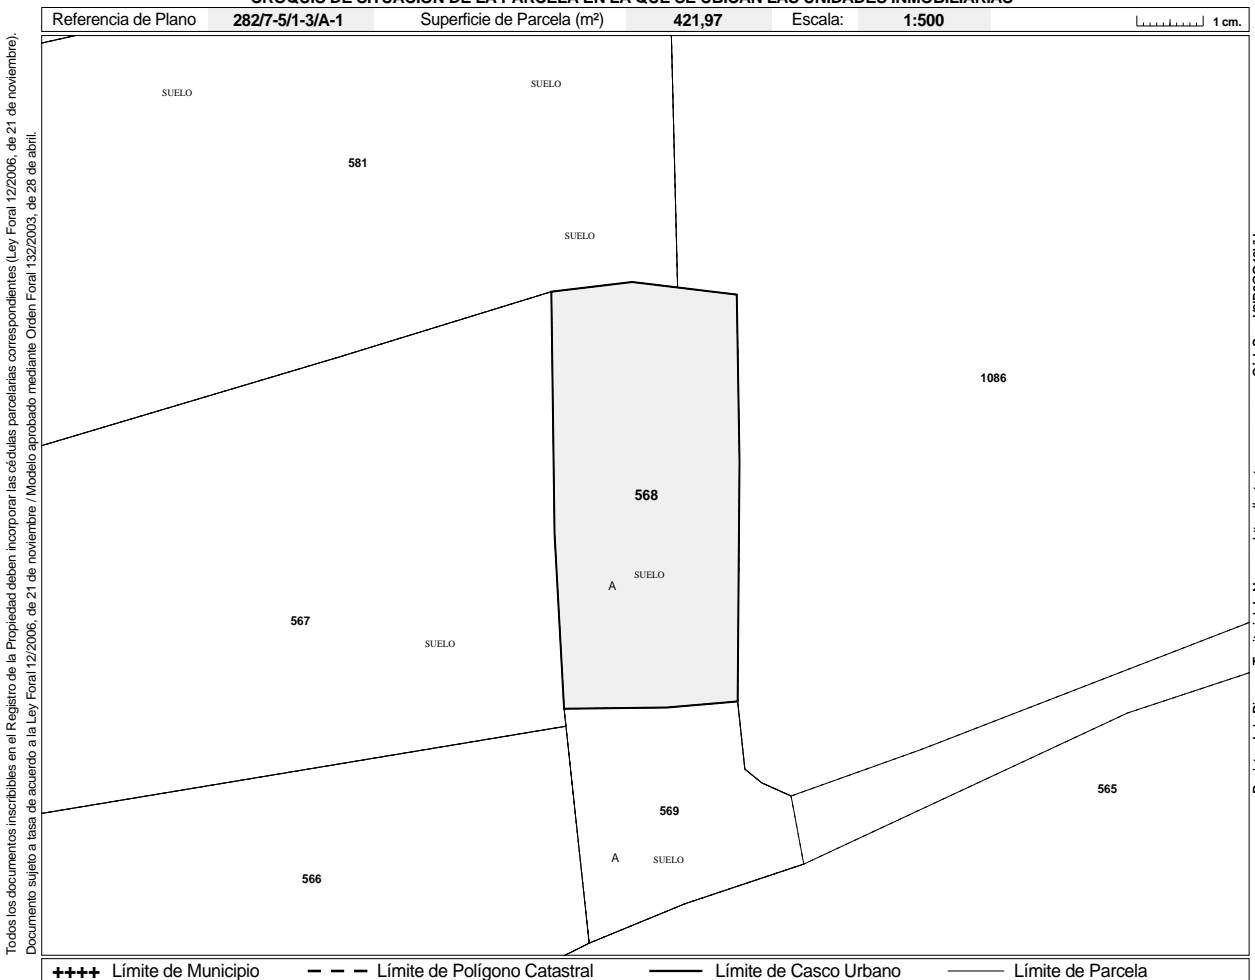 CROQUIS DE SITUACIÓN DE LA PARCELA EN LA QUE SE UBICAN LAS UNIDADES INMOBILIARIAS
Referencia de Plano 282/7-5/1-3/A-1 Superficie de Parcela (m²) 421,97 Escala: 1:500 1 cm.
Todos los documentos inscribibles en el Registro de la Propiedad deben incorporar las cédulas parcelarias correspondientes (Ley Foral 12/2006, de 21 de noviembre).
Documento sujeto a tasa de acuerdo a la Ley Foral 12/2006, de 21 de noviembre / Modelo aprobado mediante Orden Foral 132/2003, de 28 de abril.
SUELO
SUELO
581
SUELO
1086
568
SUELO
A
567
SUELO
565
569
A SUELO
566
++++ Límite de Municipio Límite de Polígono Catastral Límite de Casco Urbano Límite de Parcela